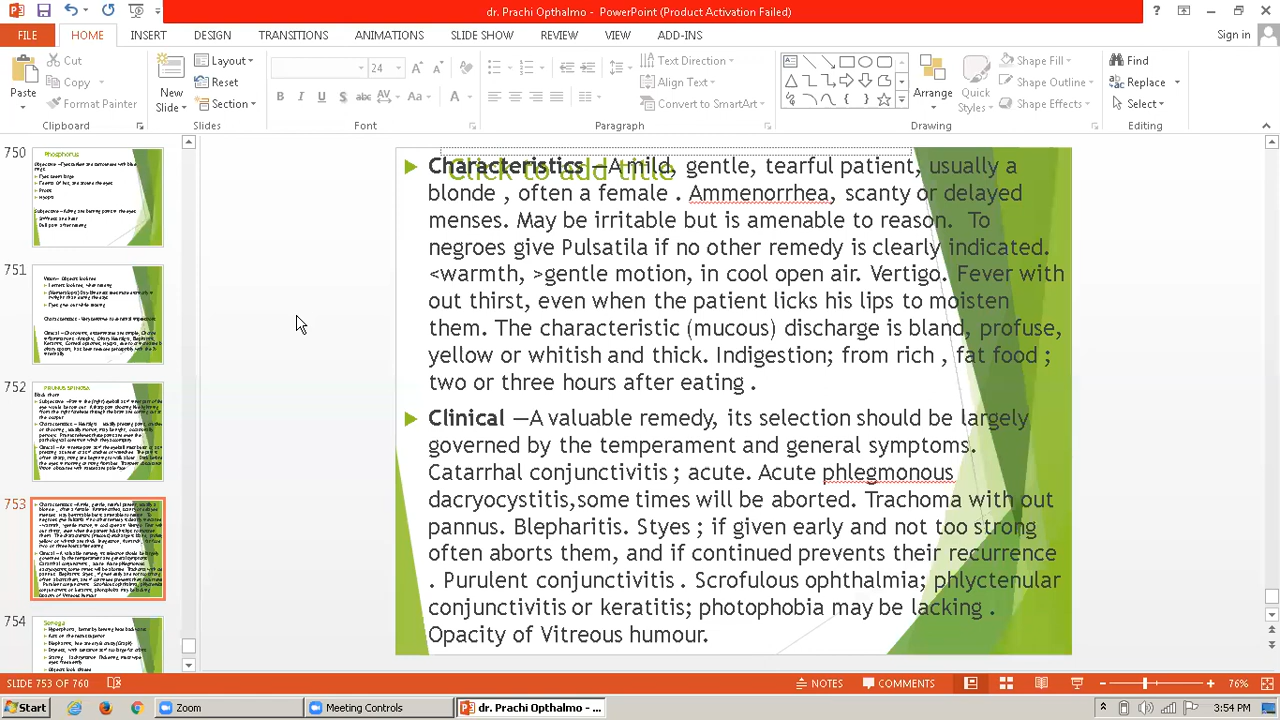 dr. Prachi Opthalmo - PowerPoint (Product Activation Failed)
FILE HOME INSERT DESIGN TRANSITIONS ANIMATIONS SLIDE SHOW REVIEW VIEW ADD-INS Sign in
Paste
Cut
Copy
Format Painter
Clipboard
New Slide
Layout
Reset
Section
Slides
24
Font
Text Direction
Align Text
Convert to SmartArt
Paragraph
Arrange
Quick Styles
Shape Fill
Shape Outline
Shape Effects
Drawing
Find
Replace
Select
Editing
750
Phosphorus
751
752
PRUNUS SPINOSA
753
754
Senega
Click to add title
Characteristics —A mild, gentle, tearful patient, usually a
blonde , often a female . Ammenorrhea, scanty or delayed
menses. May be irritable but is amenable to reason. To
negroes give Pulsatila if no other remedy is clearly indicated.
<warmth, >gentle motion, in cool open air. Vertigo. Fever with
out thirst, even when the patient licks his lips to moisten
them. The characteristic (mucous) discharge is bland, profuse,
yellow or whitish and thick. Indigestion; from rich , fat food ;
two or three hours after eating .
Clinical —A valuable remedy, its selection should be largely
governed by the temperament and general symptoms.
Catarrhal conjunctivitis ; acute. Acute phlegmonous
dacryocystitis,some times will be aborted. Trachoma with out
pannus. Blepharitis. Styes ; if given early and not too strong
often aborts them, and if continued prevents their recurrence
. Purulent conjunctivitis . Scrofulous ophthalmia; phlyctenular
conjunctivitis or keratitis; photophobia may be lacking .
Opacity of Vitreous humour.
SLIDE 753 OF 760 NOTES COMMENTS 76%
Start Zoom Meeting Controls dr. Prachi Opthalmo - ... 3:54 PM